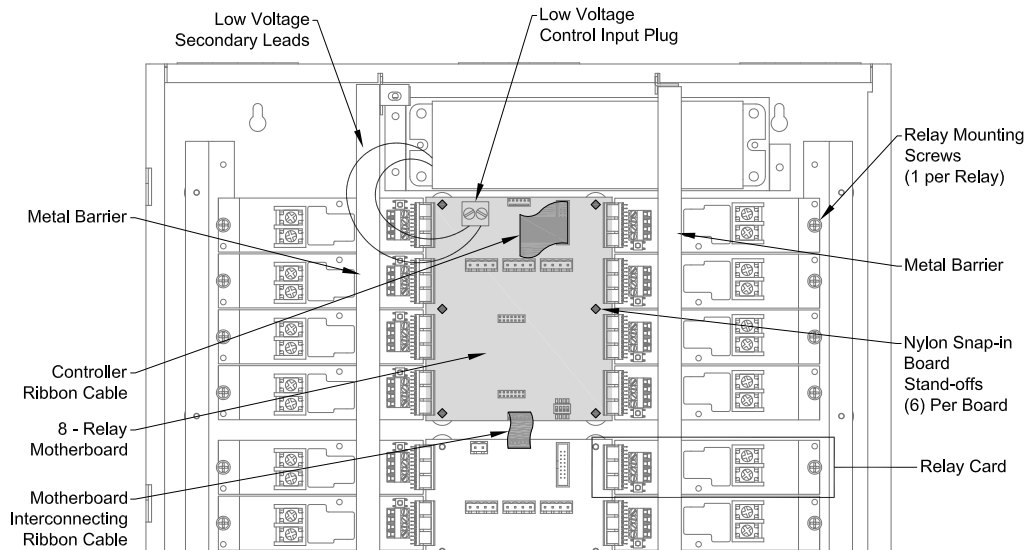 Low Voltage
Secondary Leads
Low Voltage
Control Input Plug
Relay Mounting
Screws
(1 per Relay)
Metal Barrier
Metal Barrier
Controller
Ribbon Cable
Nylon Snap-in
Board
Stand-offs
(6) Per Board
8 - Relay
Motherboard
Relay Card
Motherboard
Interconnecting
Ribbon Cable